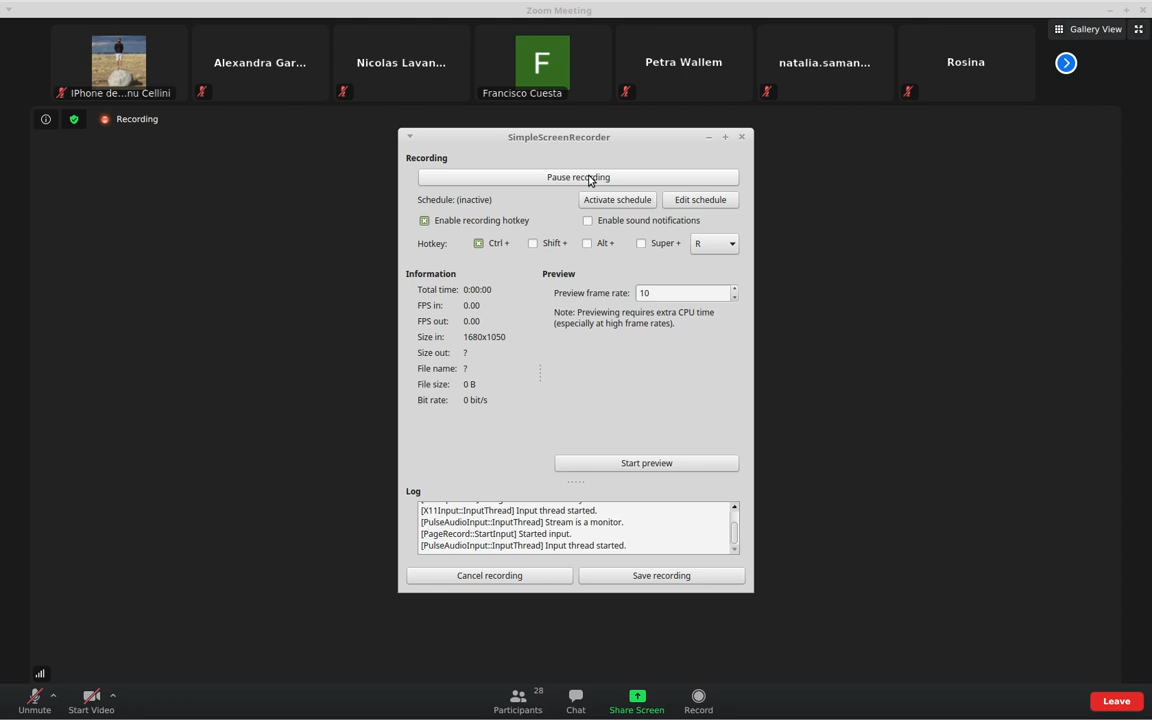 Zoom Meeting
Gallery View
IPhone de...nu Cellini
Alexandra Gar...
Nicolas Lavan...
F
Francisco Cuesta
Petra Wallem
natalia.saman...
Rosina
Recording
SimpleScreenRecorder
Recording
Pause recording
Schedule: (inactive)
Activate schedule
Edit schedule
Enable recording hotkey
Enable sound notifications
Hotkey:
Ctrl +
Shift +
Alt +
Super +
R
Information
Total time: 0:00:00
FPS in: 0.00
FPS out: 0.00
Size in: 1680x1050
Size out: ?
File name: ?
File size: 0 B
Bit rate: 0 bit/s
Preview
Preview frame rate: 10
Note: Previewing requires extra CPU time
(especially at high frame rates).
Start preview
Log
[X11Input::InputThread] Input thread started.
[PulseAudioInput::InputThread] Stream is a monitor.
[PageRecord::StartInput] Started input.
[PulseAudioInput::InputThread] Input thread started.
Cancel recording
Save recording
Unmute
Start Video
Participants
28
Chat
Share Screen
Record
Leave